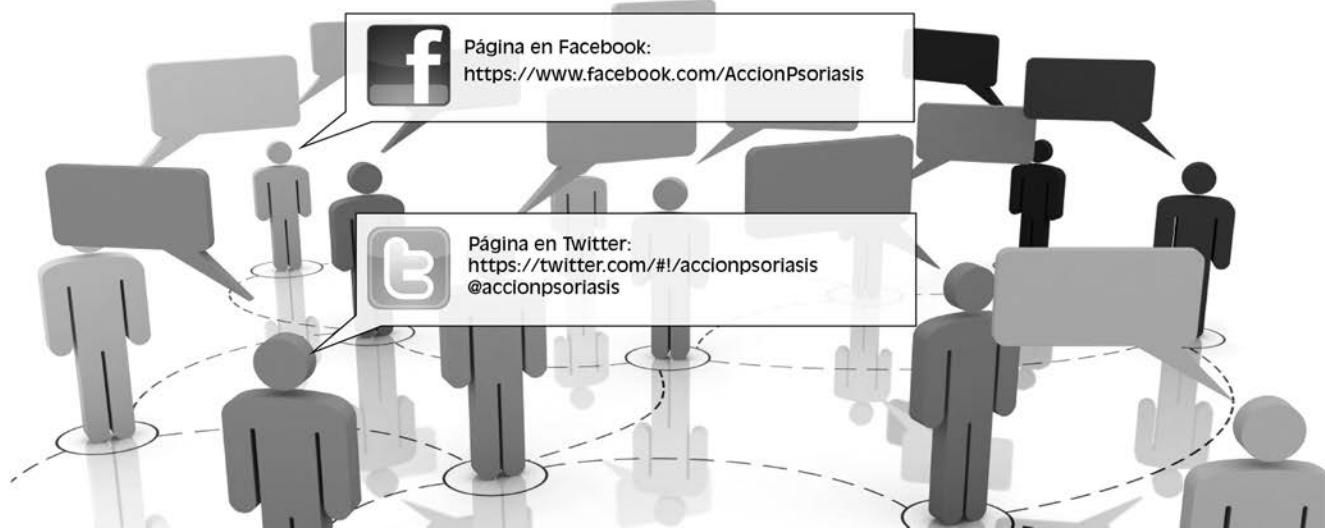 Página en Facebook:
https://www.facebook.com/AccionPsoriasis
Página en Twitter:
https://twitter.com/#!/accionpsoriasis
@accionpsoriasis